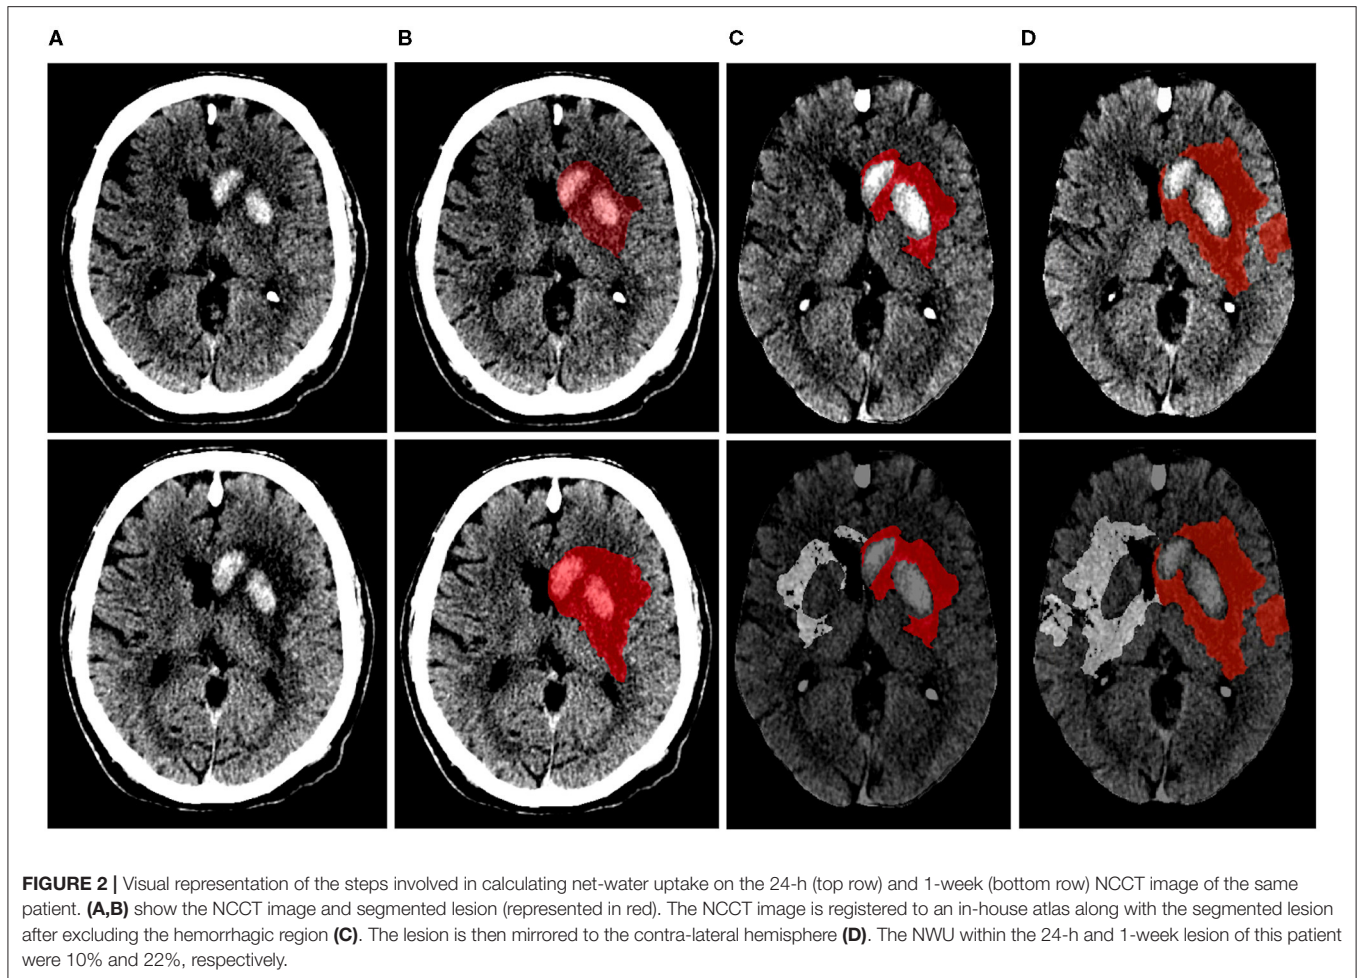 A B C D
FIGURE 2 | Visual representation of the steps involved in calculating net-water uptake on the 24-h (top row) and 1-week (bottom row) NCCT image of the same
patient. (A,B) show the NCCT image and segmented lesion (represented in red). The NCCT image is registered to an in-house atlas along with the segmented lesion
after excluding the hemorrhagic region (C). The lesion is then mirrored to the contra-lateral hemisphere (D). The NWU within the 24-h and 1-week lesion of this patient
were 10% and 22%, respectively.